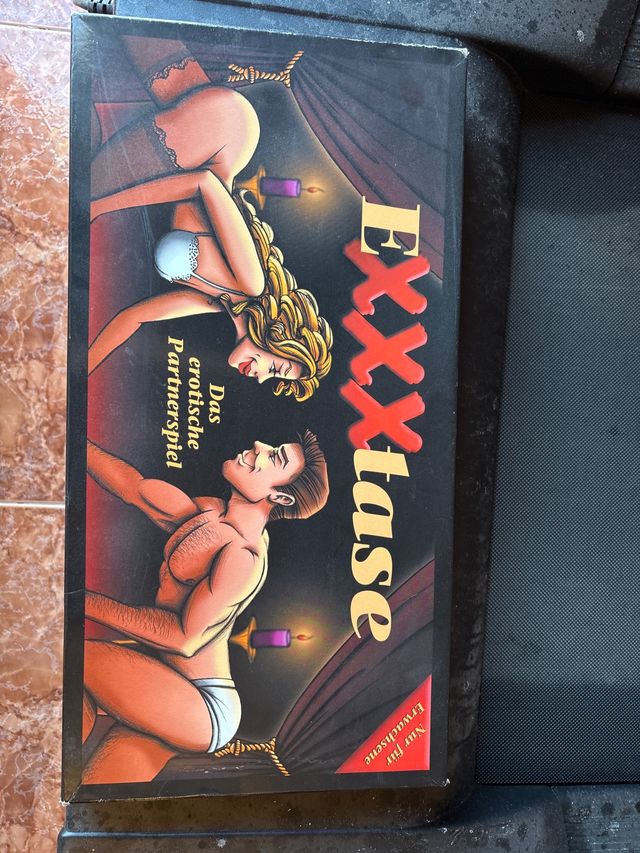 EXXXtase
Das
erotische
Partnerspiel
Nur für
Erwachsene